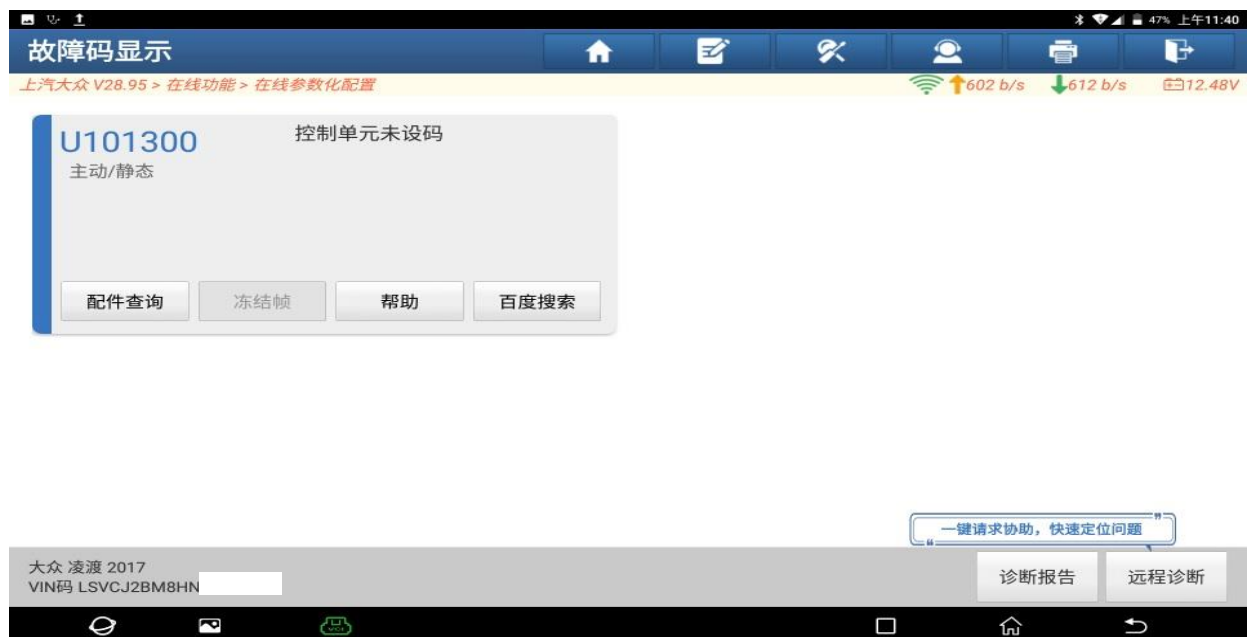 47% 上午11:40
故障码显示
上汽大众 V28.95 > 在线功能 > 在线参数化配置
602 b/s 612 b/s 12.48V
U101300 控制单元未设码
主动/静态
配件查询 冻结帧 帮助 百度搜索
一键请求协助，快速定位问题
大众 凌渡 2017
VIN码 LSVCJ2BM8HN
诊断报告 远程诊断
VCI